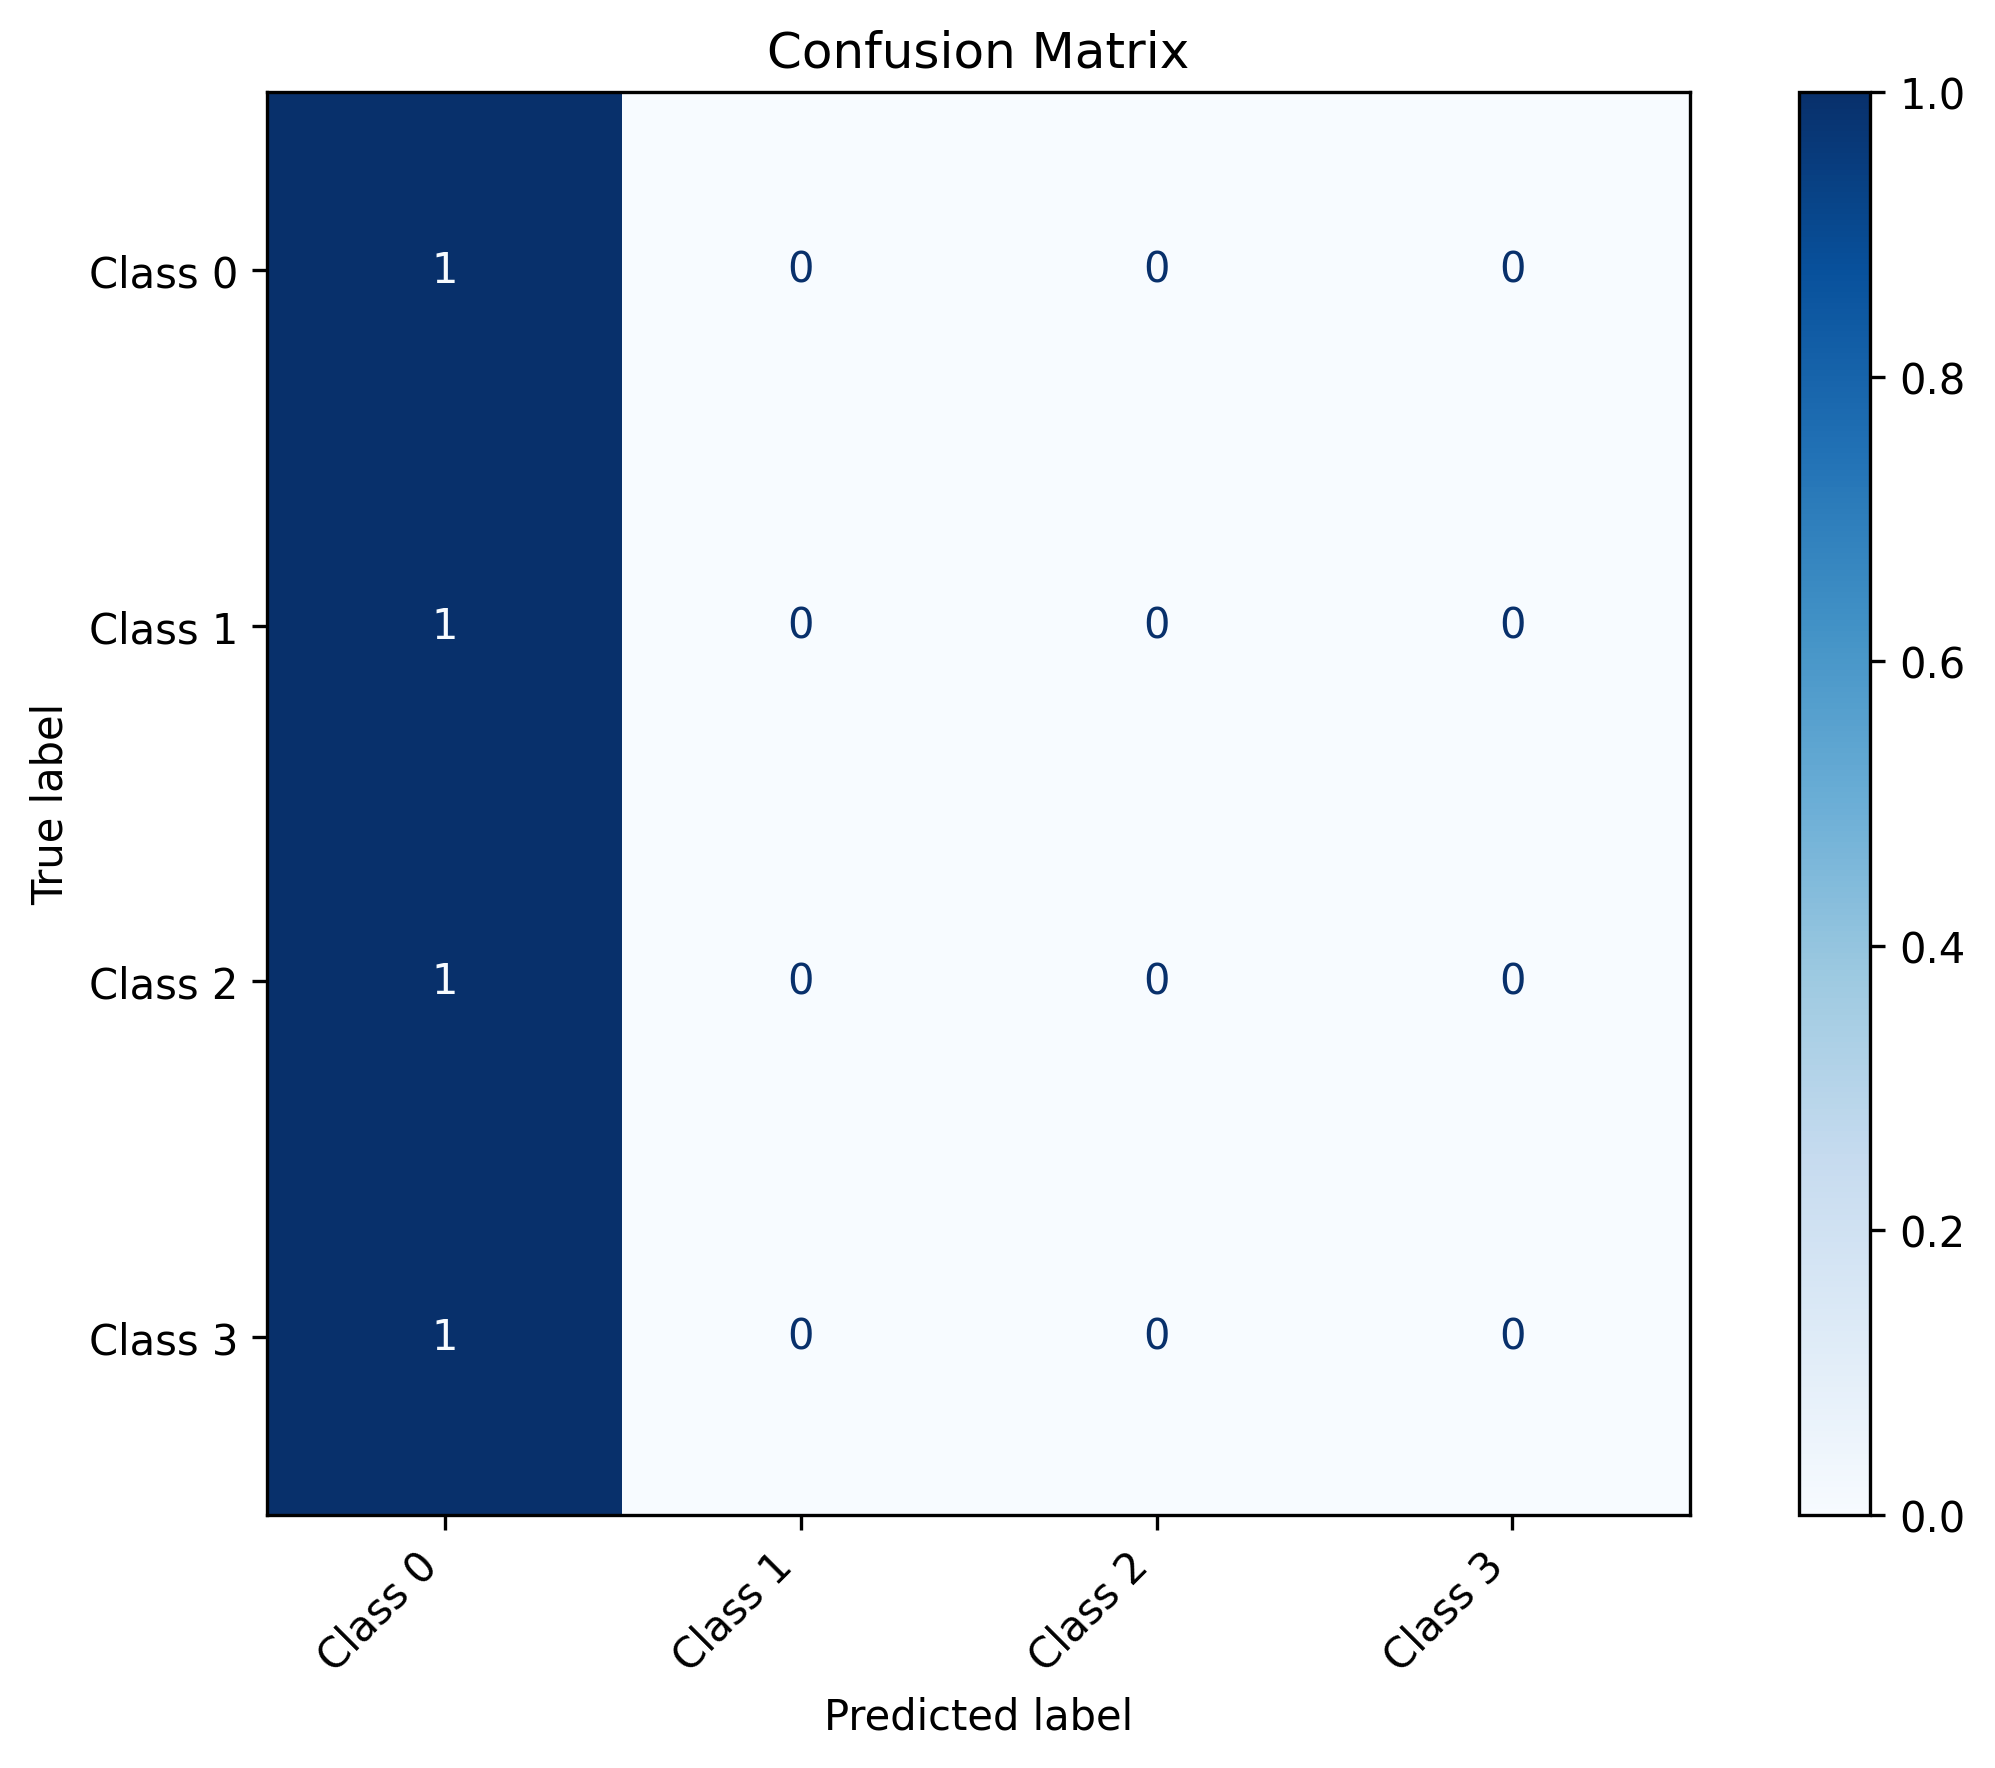 Confusion Matrix
1.0
0.8
0.6
0.4
0.2
0.0
True label
Class 0 1 0 0 0
Class 1 1 0 0 0
Class 2 1 0 0 0
Class 3 1 0 0 0
Class 0 Class 1 Class 2 Class 3
Predicted label